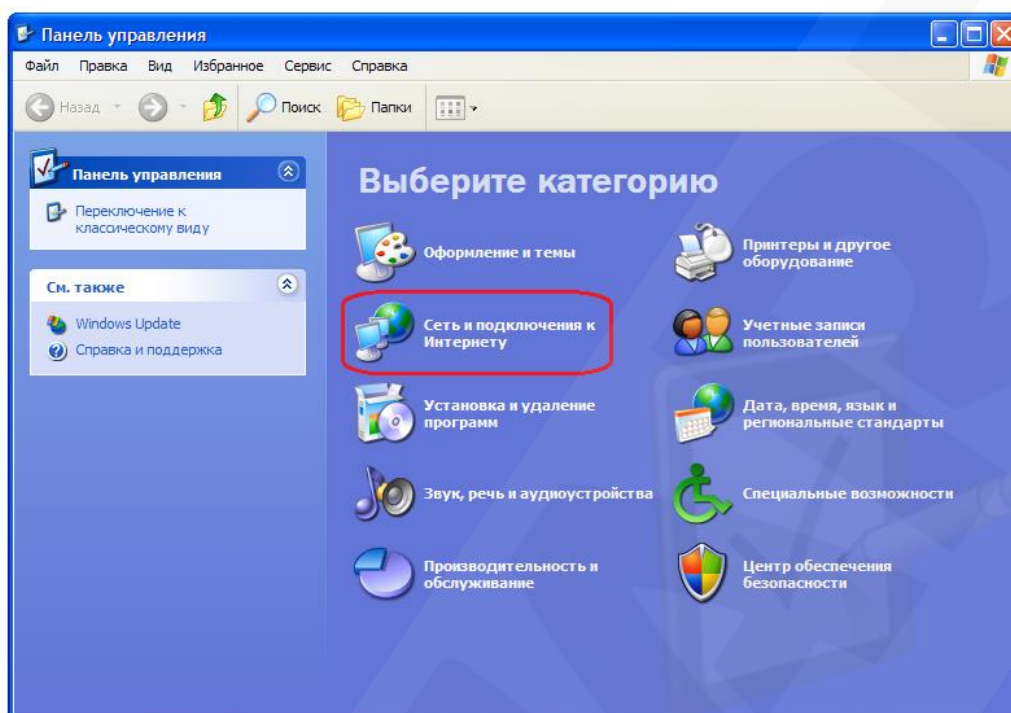 Панель управления
Файл Правка Вид Избранное Сервис Справка
Назад Поиск Папки
Панель управления
Переключение к
классическому виду
См. также
Windows Update
Справка и поддержка
Выберите категорию
Оформление и темы
Принтеры и другое
оборудование
Сеть и подключения к
Интернету
Учетные записи
пользователей
Установка и удаление
программ
Дата, время, язык и
региональные стандарты
Звук, речь и аудиоустройства
Специальные возможности
Производительность и
обслуживание
Центр обеспечения
безопасности